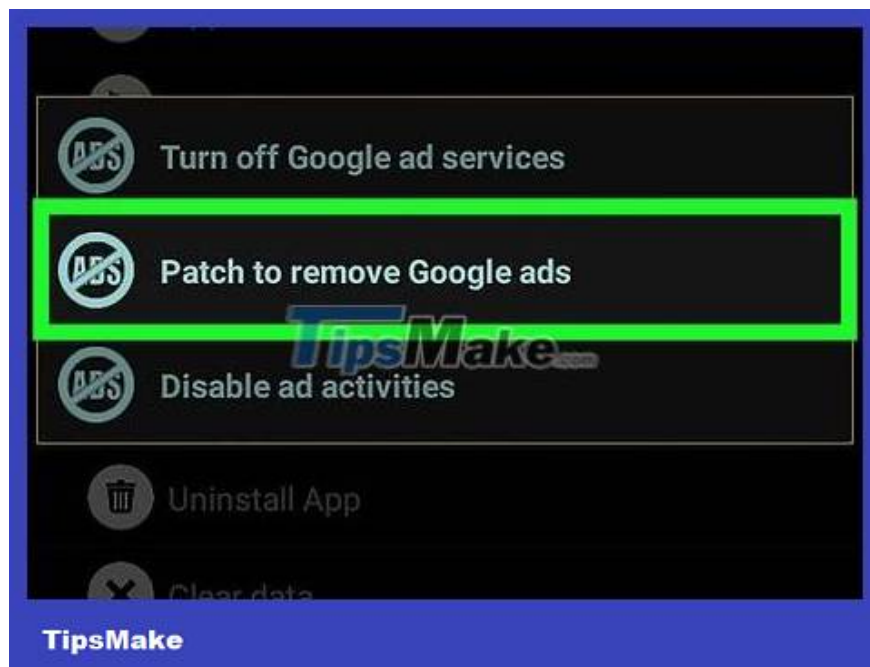 ADS Turn off Google ad services
ADS Patch to remove Google ads
TipsMake.com
ADS Disable ad activities
Uninstall App
Clear data
TipsMake